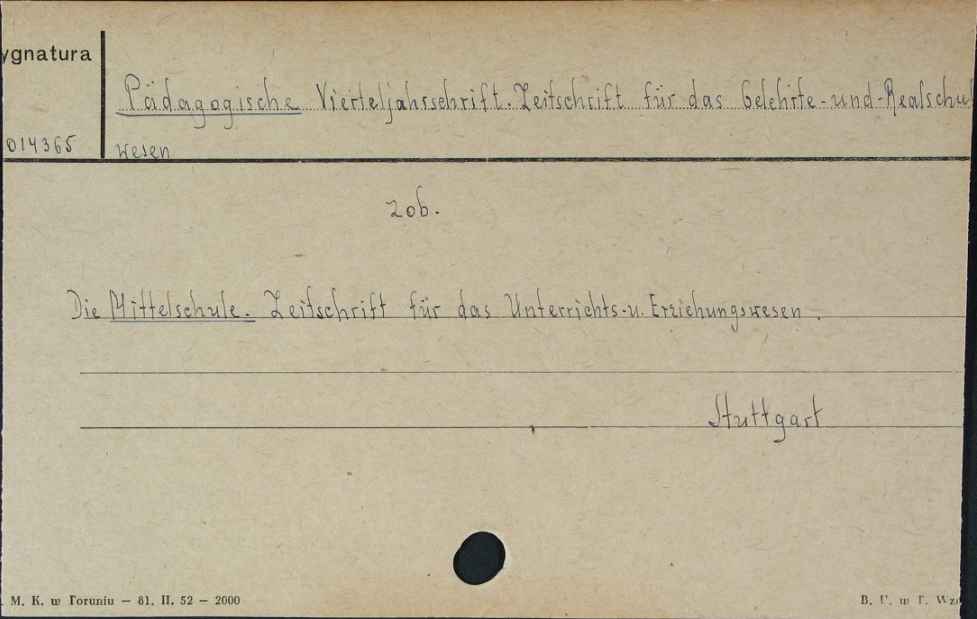 ygnatura
Pädagogische Vierteljahrsschrift. Zeitschrift für das Gelehrte-und-Realschul
014365
wesen
zob.
Die Mittelschule. Zeitschrift für das Unterrichts-u. Erziehungswesen.
Stuttgart
M. K. w Toruniu — 61. II. 52 — 2000
B. U. w T.